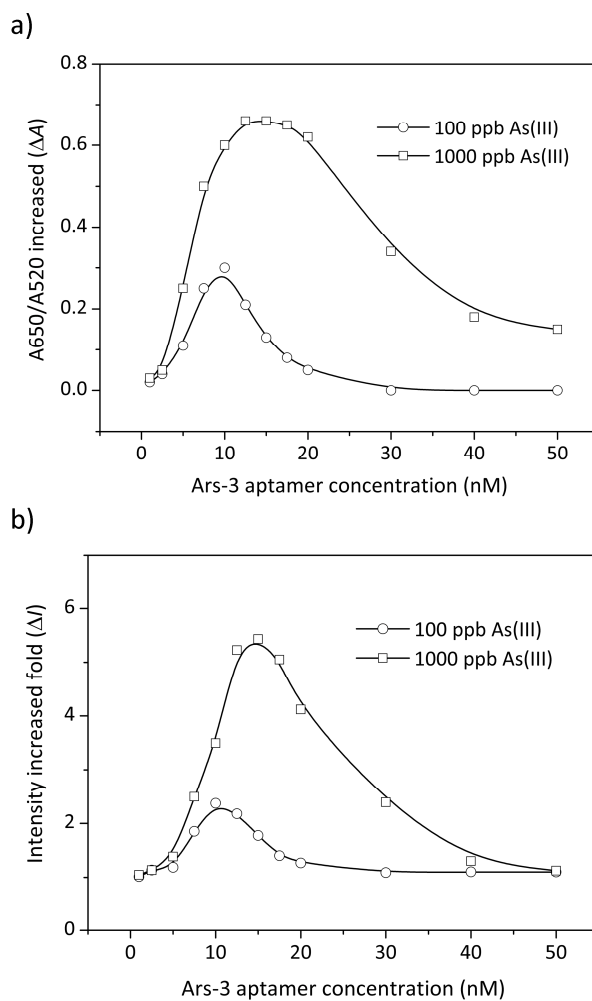 a)
0.8
0.6
0.4
0.2
0.0
A650/A520 increased (ΔA)
100 ppb As(III)
1000 ppb As(III)
0 10 20 30 40 50
Ars-3 aptamer concentration (nM)
b)
6
4
2
0
Intensity increased fold (ΔI)
100 ppb As(III)
1000 ppb As(III)
0 10 20 30 40 50
Ars-3 aptamer concentration (nM)